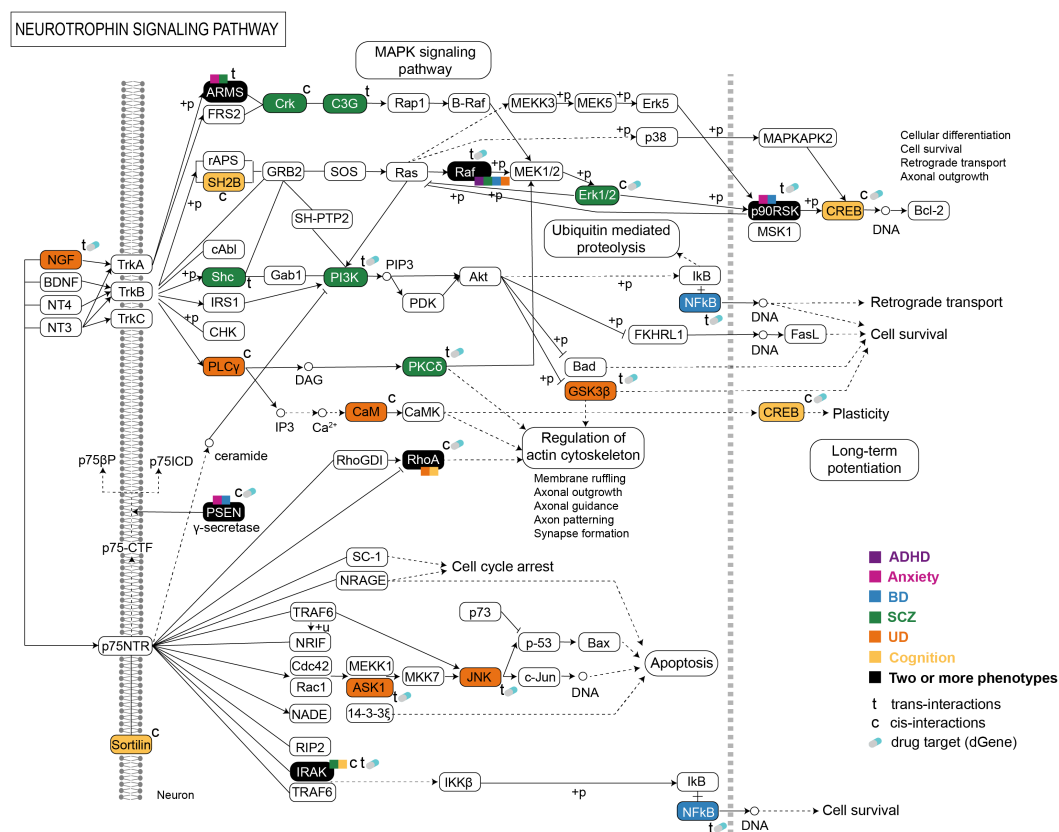 NEUROTROPHIN SIGNALING PATHWAY
MAPK signaling
pathway
t
ARMS
+p
FRS2
Crk
c
C3G
t
Rap1
B-Raf
MEKK3
+p
MEK5
+p
Erk5
p38
+p
+p
MAPKAPK2
Cellular differentiation
Cell survival
Retrograde transport
Axonal outgrowth
rAPS
SH2B
c
+p
GRB2
SOS
Ras
t
Raf
+p
MEK1/2
+p
+p
+p
Erk1/2
c
SH-PTP2
t
p90RSK
MSK1
+p
+p
CREB
c
DNA
Bcl-2
Ubiquitin mediated
proteolysis
NGF
t
BDNF
NT4
NT3
TrkA
TrkB
TrkC
cAbl
+p
Shc
t
Gab1
PI3K
t
+p
PIP3
PDK
Akt
+p
IkB
+
NFkB
t
DNA
Retrograde transport
IRS1
+p
CHK
FKHRL1
DNA
FasL
Cell survival
+p
Bad
+p
GSK3β
t
PLCγ
c
DAG
PKCδ
t
IP3
Ca2+
CaM
c
CaMK
CREB
c
Plasticity
Long-term
potentiation
Regulation of
actin cytoskeleton
Membrane ruffling
Axonal outgrowth
Axonal guidance
Axon patterning
Synapse formation
ceramide
p75βP
p75ICD
RhoGDI
RhoA
c
PSEN
c
γ-secretase
p75-CTF
SC-1
NRAGE
Cell cycle arrest
p75NTR
TRAF6
+u
NRIF
p73
p-53
Bax
Apoptosis
Cdc42
Rac1
MEKK1
ASK1
t
MKK7
JNK
t
c-Jun
DNA
NADE
14-3-3ξ
Sortilin
c
RIP2
IRAK
c t
TRAF6
IKKβ
+p
IkB
+
NFkB
t
DNA
Cell survival
Neuron
ADHD
Anxiety
BD
SCZ
UD
Cognition
Two or more phenotypes
t trans-interactions
c cis-interactions
drug target (dGene)